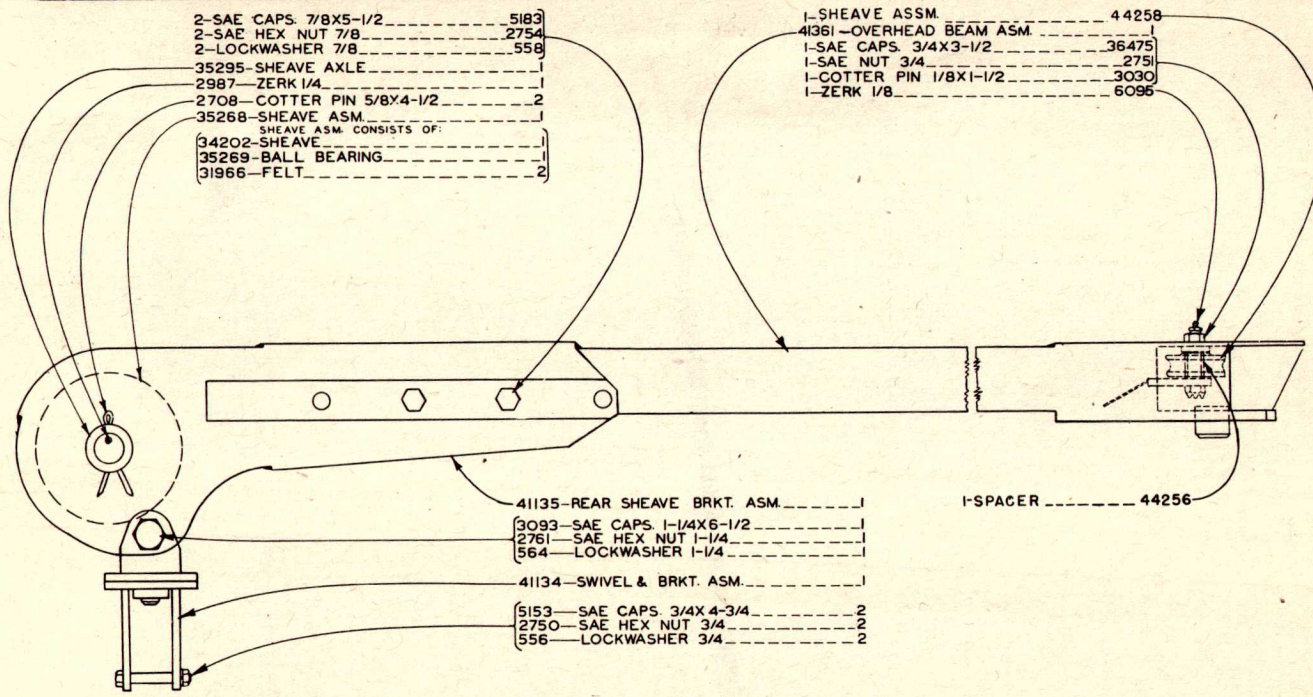 2-SAE CAPS. 7/8X5-1/2 5183
2-SAE HEX NUT 7/8 2754
2-LOCKWASHER 7/8 558
35295-SHEAVE AXLE 1
2987-ZERK 1/4 1
2708-COTTER PIN 5/8X4-1/2 2
35268-SHEAVE ASM. 1
SHEAVE ASM. CONSISTS OF:
34202-SHEAVE 1
35269-BALL BEARING 1
31966-FELT 2
1-SHEAVE ASSM. 44258
41361-OVERHEAD BEAM ASM. 1
1-SAE CAPS. 3/4X3-1/2 36475
1-SAE NUT 3/4 2751
1-COTTER PIN 1/8X1-1/2 3030
1-ZERK 1/8 6095
41135-REAR SHEAVE BRKT. ASM. 1
3093-SAE CAPS. 1-1/4X6-1/2 1
2761-SAE HEX NUT 1-1/4 1
564-LOCKWASHER 1-1/4 1
41134-SWIVEL & BRKT. ASM. 1
5153-SAE CAPS. 3/4X4-3/4 2
2750-SAE HEX NUT 3/4 2
556-LOCKWASHER 3/4 2
1-SPACER 44256